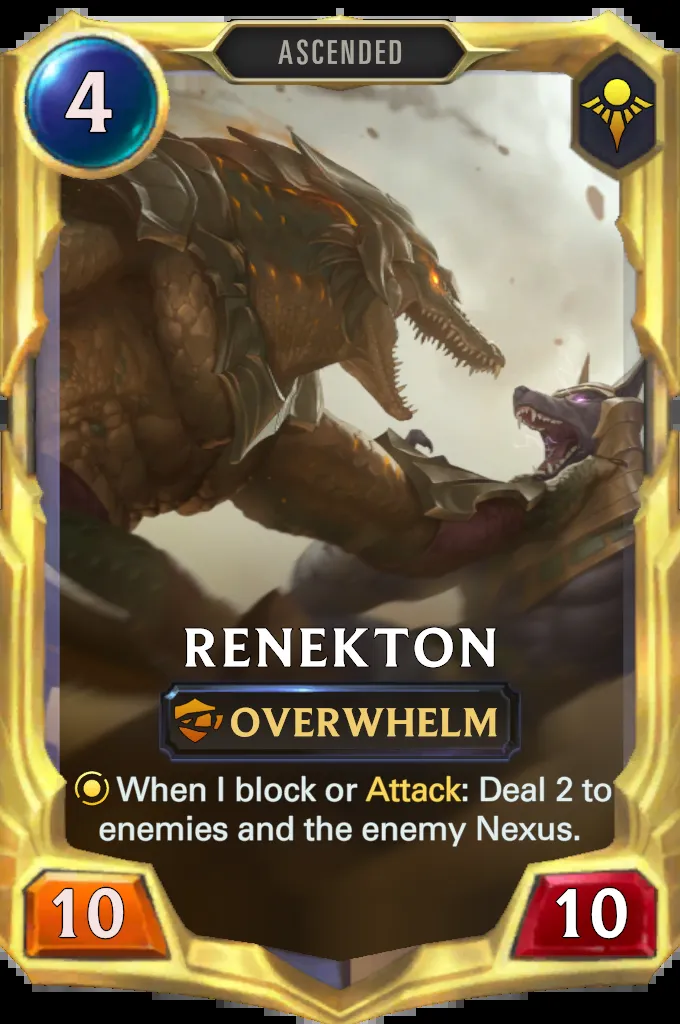 ASCENDED
4
RENEKTON
OVERWHELM
When I block or Attack: Deal 2 to
enemies and the enemy Nexus.
10 10